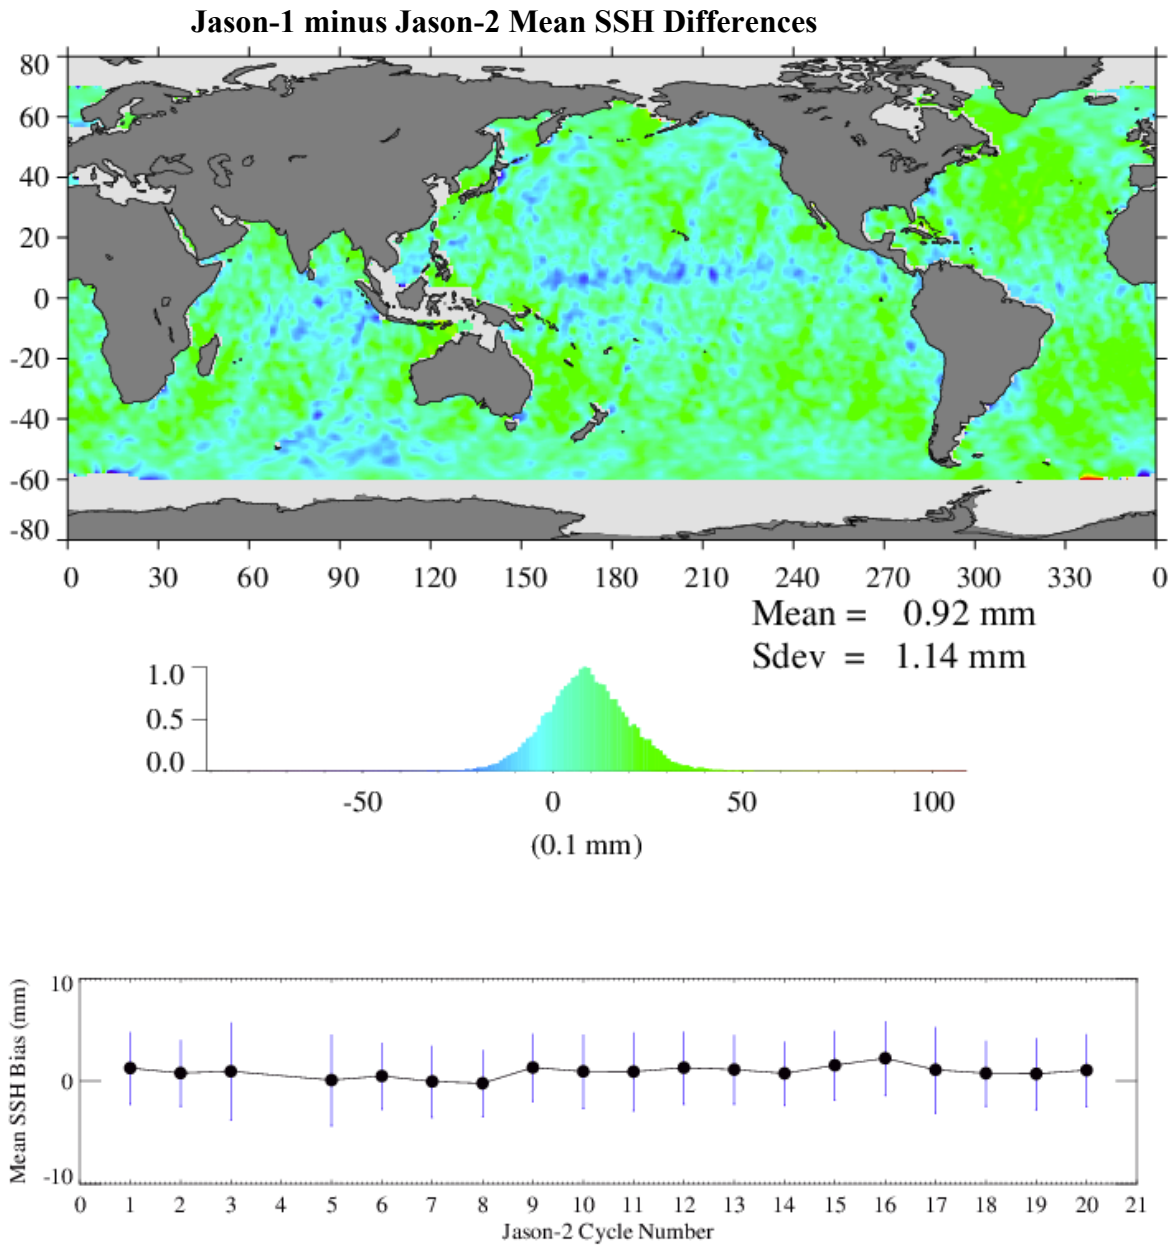 Jason-1 minus Jason-2 Mean SSH Differences
80
60
40
20
0
-20
-40
-60
-80
0 30 60 90 120 150 180 210 240 270 300 330 0
Mean = 0.92 mm
Sdev = 1.14 mm
1.0
0.5
0.0
-50 0 50 100
(0.1 mm)
Mean SSH Bias (mm)
10
0
-10
0 1 2 3 4 5 6 7 8 9 10 11 12 13 14 15 16 17 18 19 20 21
Jason-2 Cycle Number